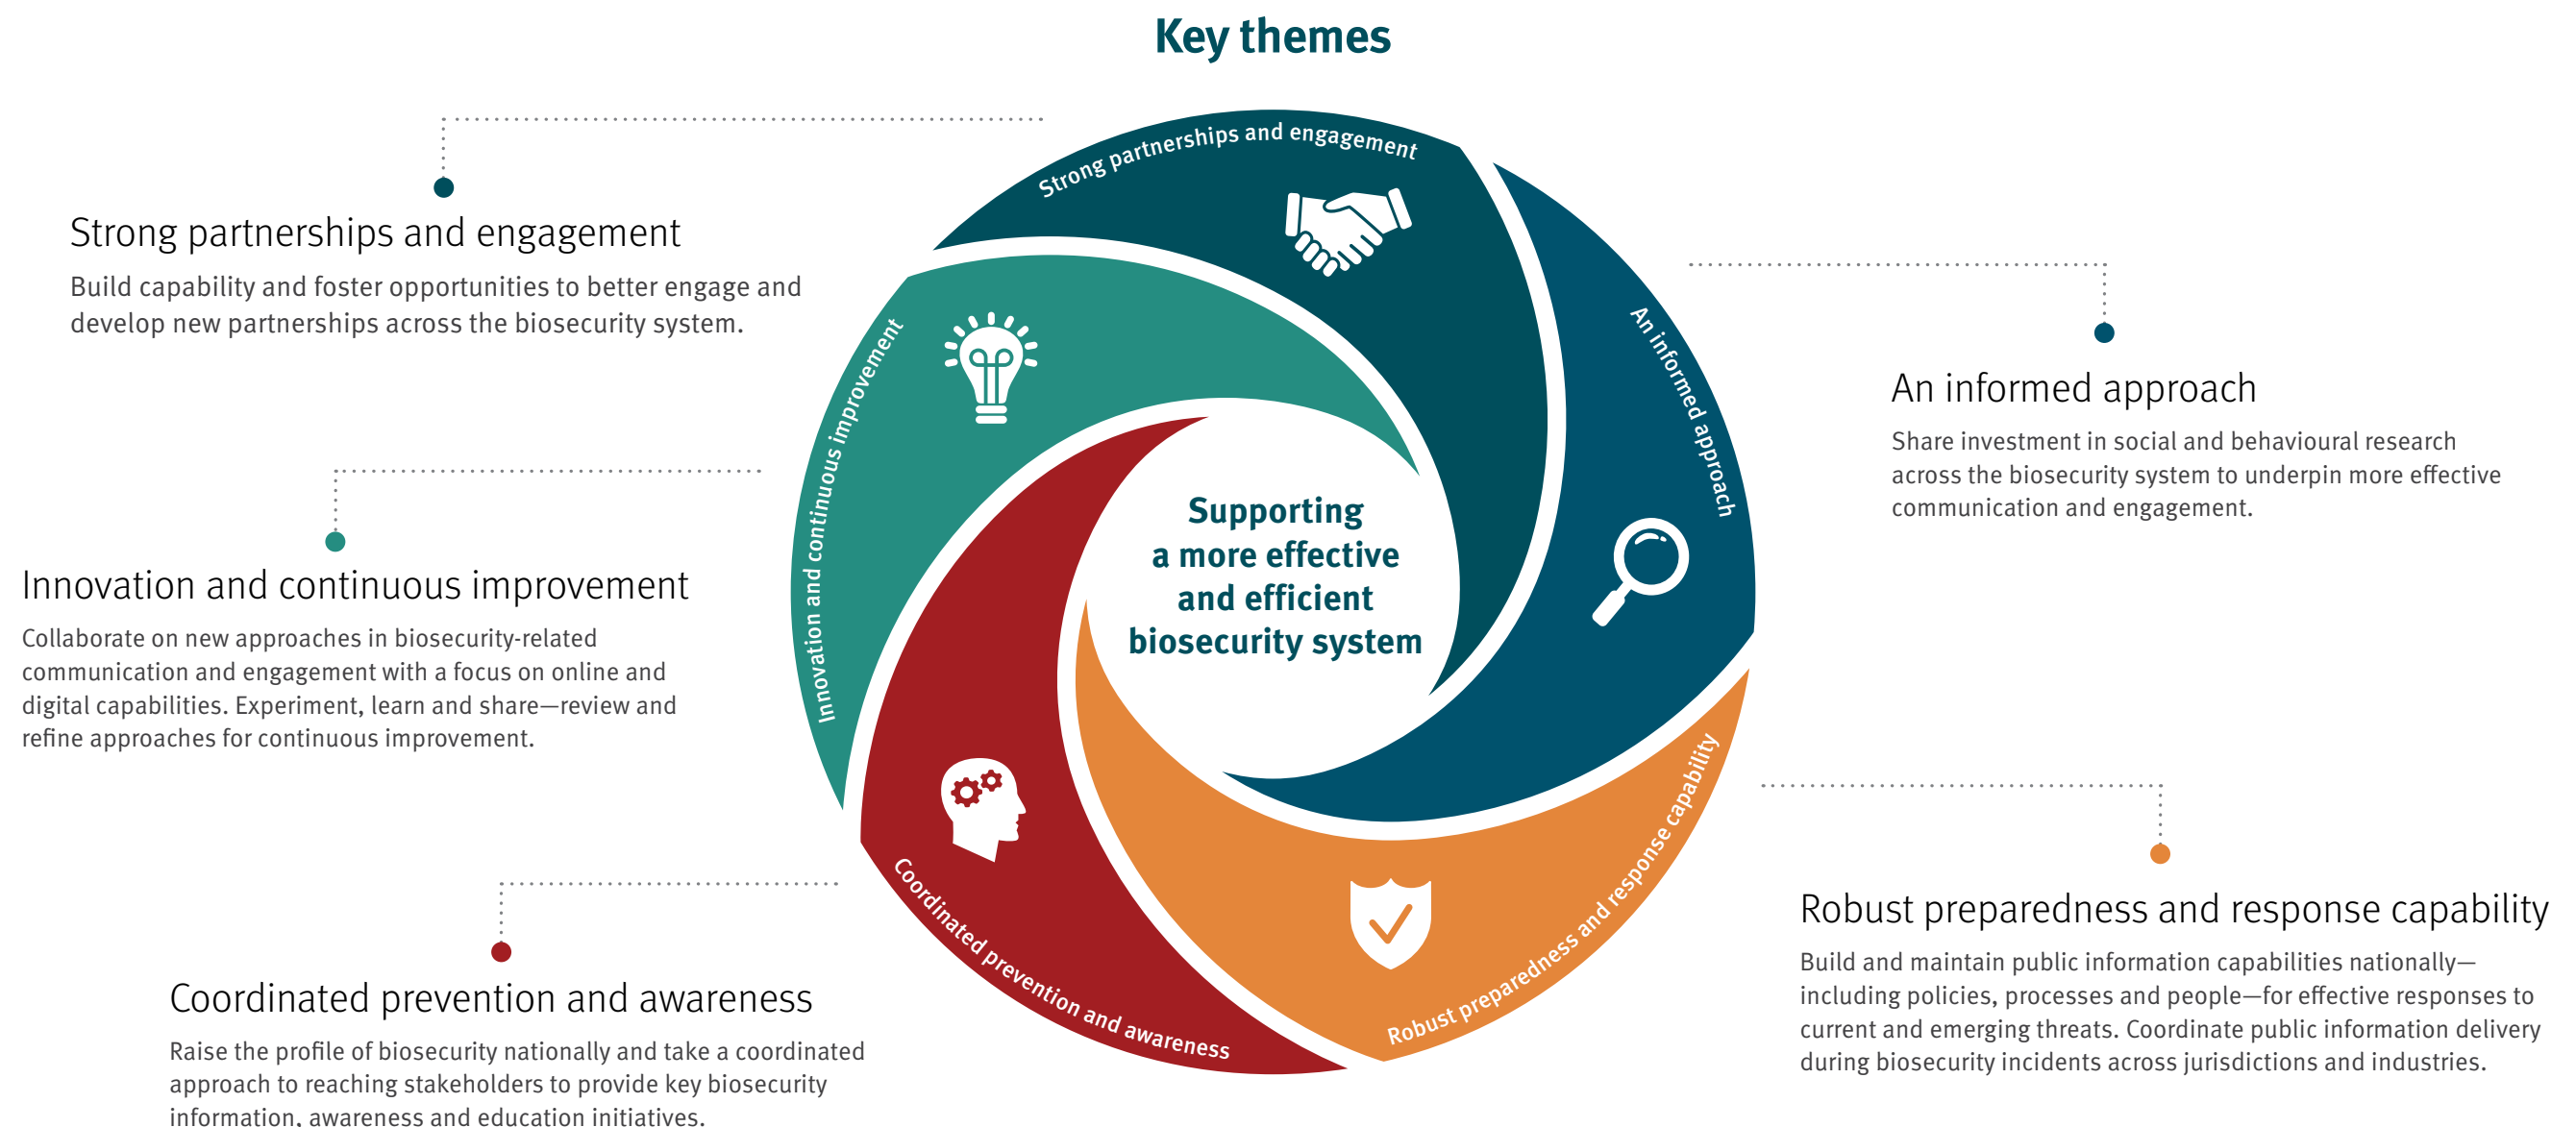 Key themes
Strong partnerships and engagement
Build capability and foster opportunities to better engage and
develop new partnerships across the biosecurity system.
Innovation and continuous improvement
Collaborate on new approaches in biosecurity-related
communication and engagement with a focus on online and
digital capabilities. Experiment, learn and share—review and
refine approaches for continuous improvement.
Coordinated prevention and awareness
Raise the profile of biosecurity nationally and take a coordinated
approach to reaching stakeholders to provide key biosecurity
information, awareness and education initiatives.
Strong partnerships and engagement
An informed approach
Robust preparedness and response capability
Coordinated prevention and awareness
Innovation and continuous improvement
Supporting
a more effective
and efficient
biosecurity system
An informed approach
Share investment in social and behavioural research
across the biosecurity system to underpin more effective
communication and engagement.
Robust preparedness and response capability
Build and maintain public information capabilities nationally—
including policies, processes and people—for effective responses to
current and emerging threats. Coordinate public information delivery
during biosecurity incidents across jurisdictions and industries.